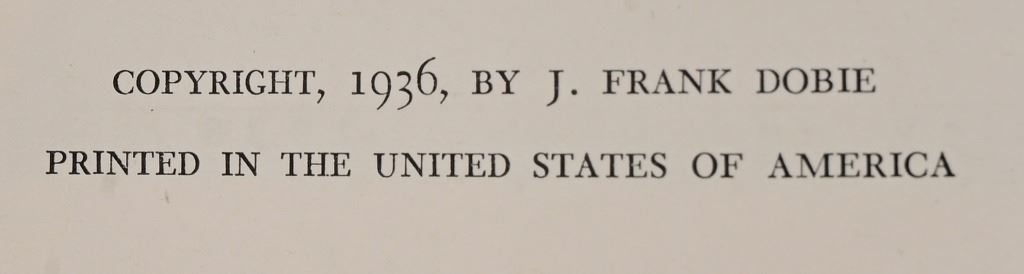 COPYRIGHT, 1936, BY J. FRANK DOBIE
PRINTED IN THE UNITED STATES OF AMERICA